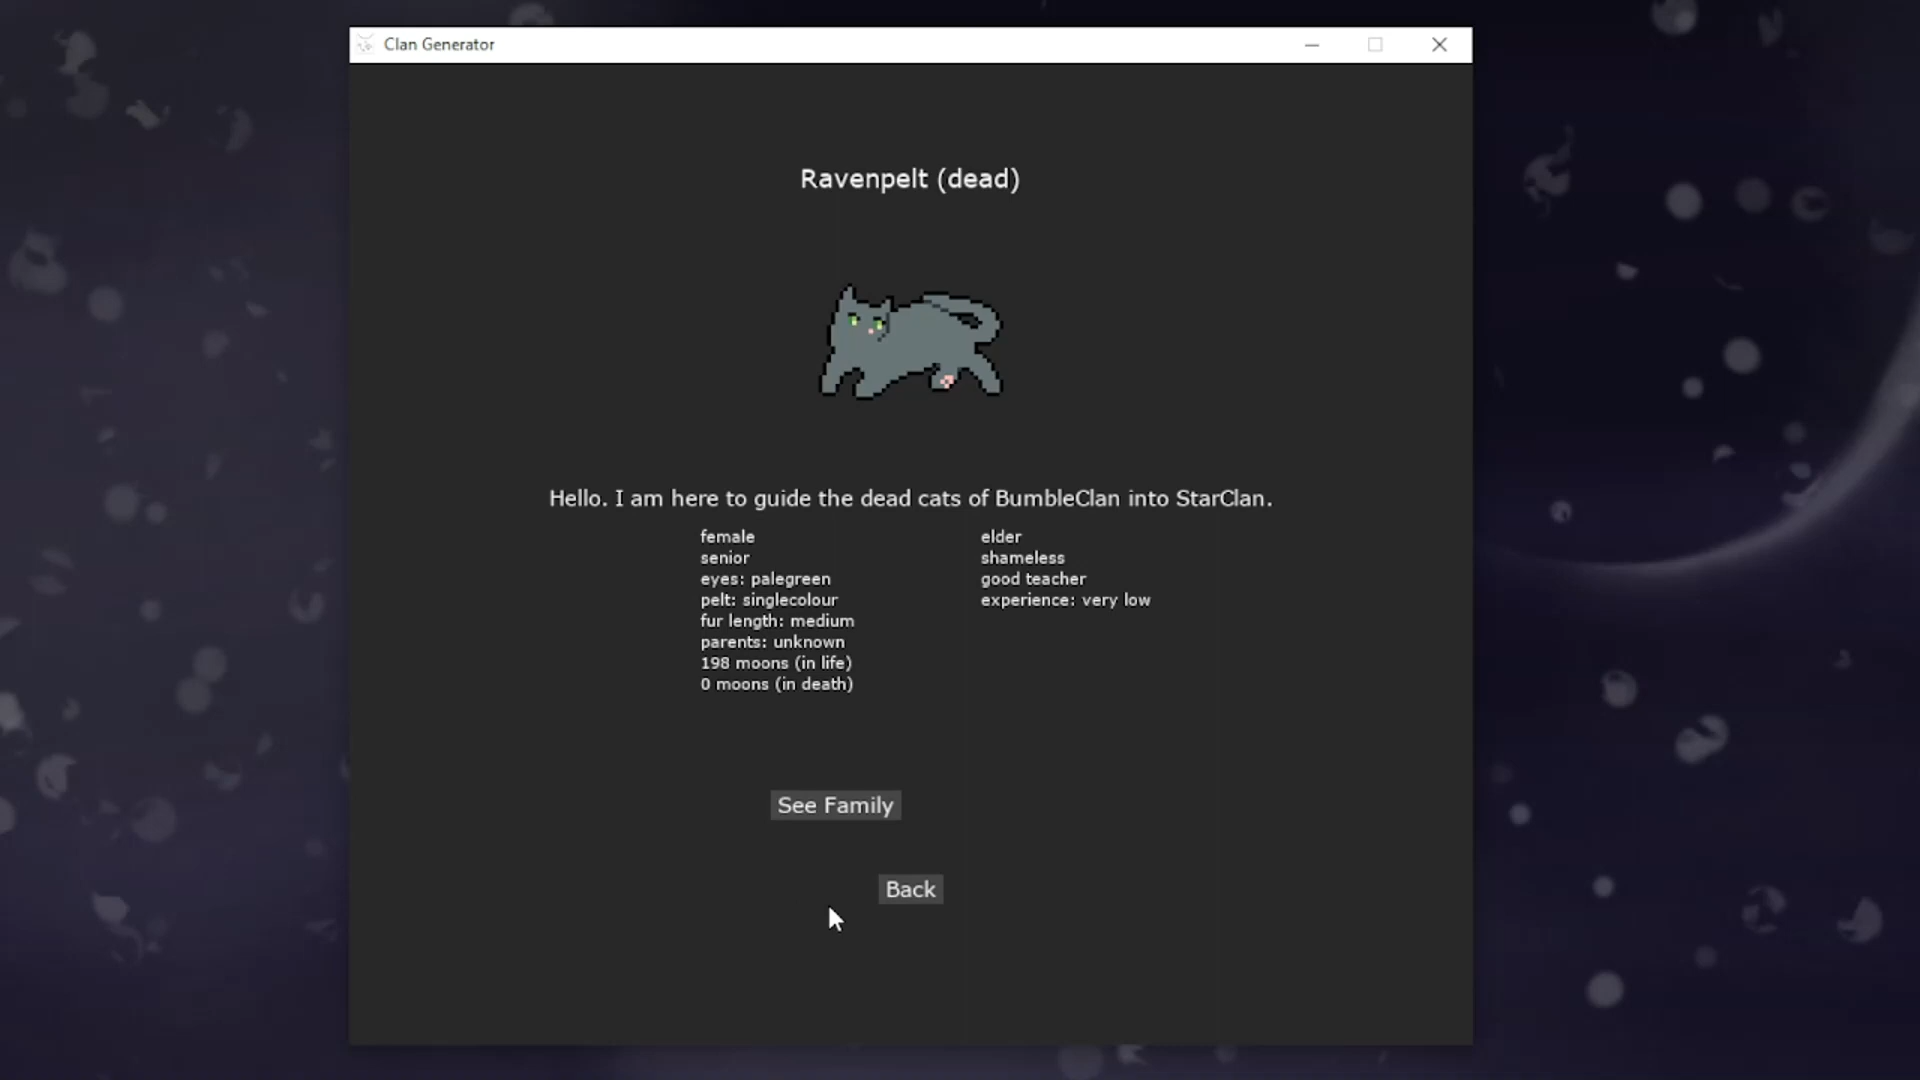 Clan Generator
Ravenpelt (dead)
Hello. I am here to guide the dead cats of BumbleClan into StarClan.
female
senior
eyes: palegreen
pelt: singlecolour
fur length: medium
parents: unknown
198 moons (in life)
0 moons (in death)
elder
shameless
good teacher
experience: very low
See Family
Back